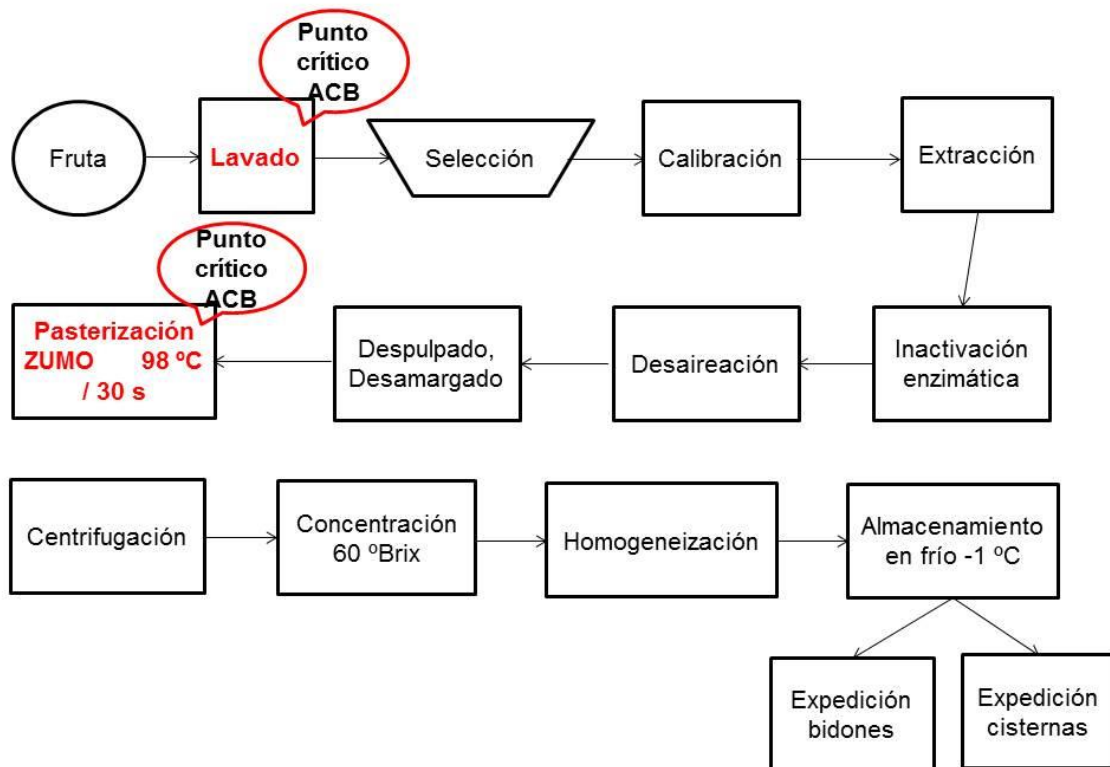 Punto
crítico
ACB
Fruta
Lavado
Selección
Calibración
Extracción
Punto
crítico
ACB
Pasterización
ZUMO 98 ºC
/ 30 s
Despulpado,
Desamargado
Desaireación
Inactivación
enzimática
Centrifugación
Concentración
60 ºBrix
Homogeneización
Almacenamiento
en frío -1 ºC
Expedición
bidones
Expedición
cisternas